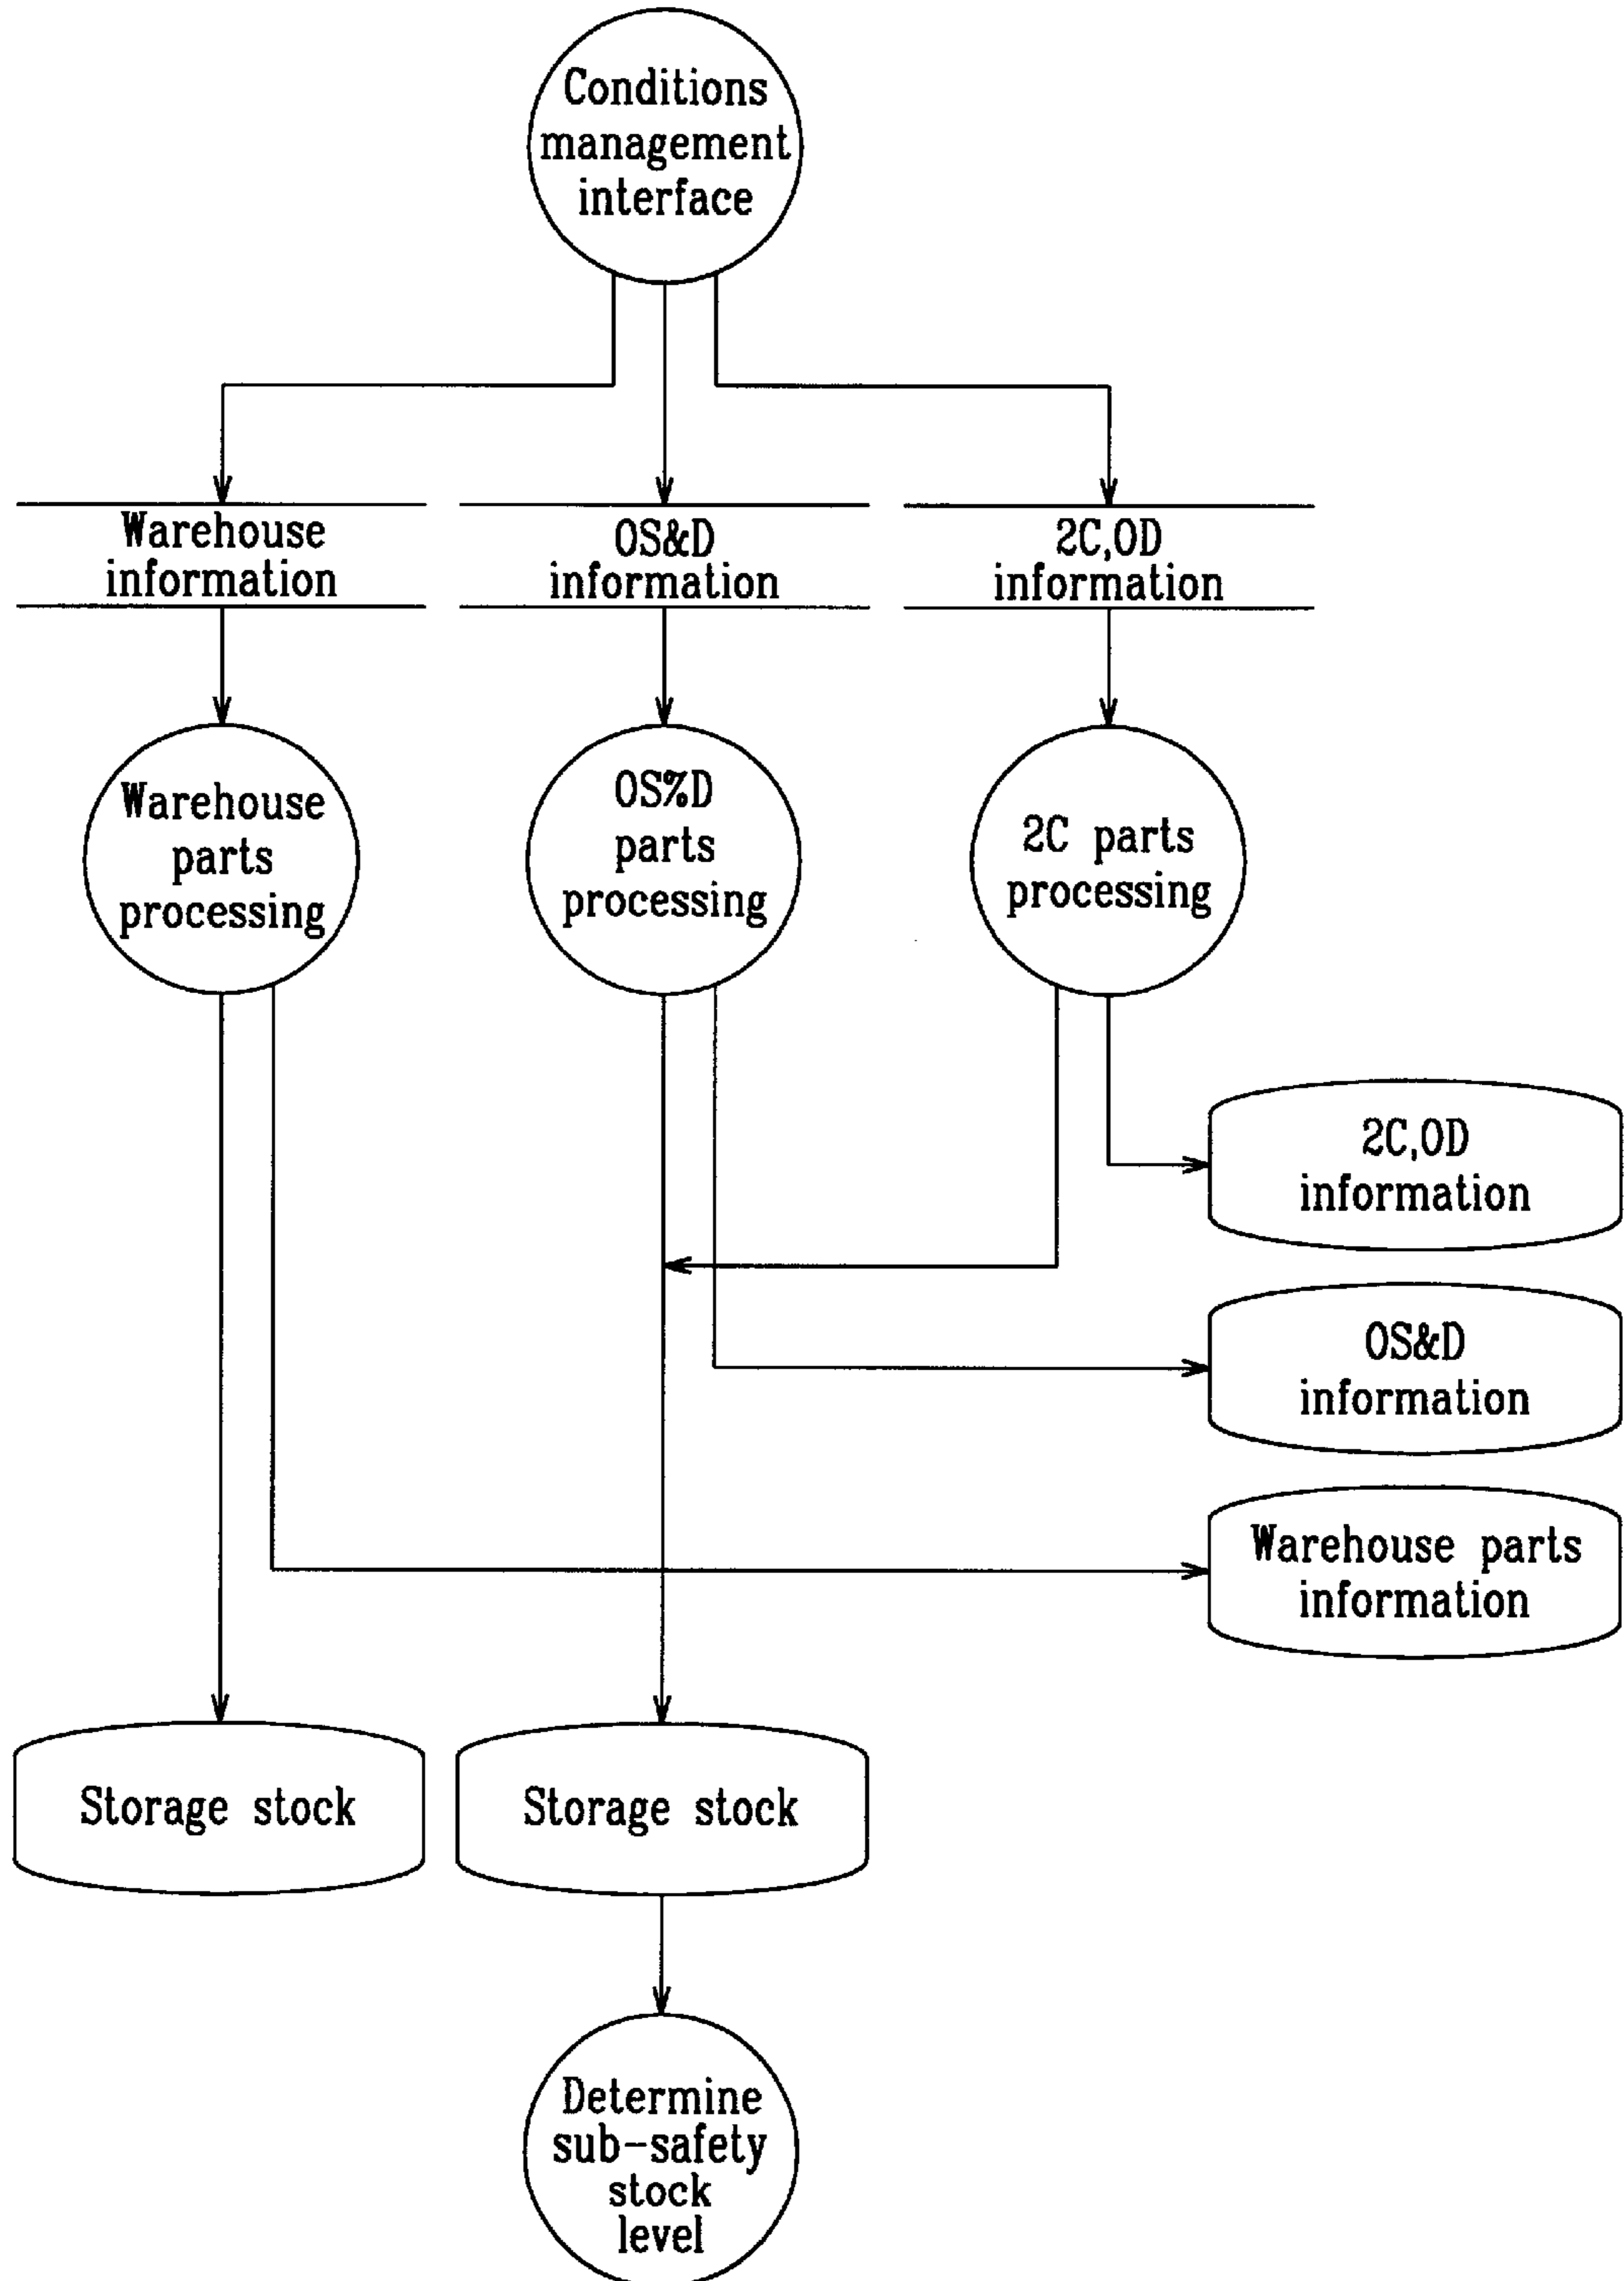 Conditions
management
interface
Warehouse
information
OS&D
information
2C,OD
information
Warehouse
parts
processing
OS%D
parts
processing
2C parts
processing
2C,OD
information
OS&D
information
Warehouse parts
information
Storage stock
Storage stock
Determine
sub-safety
stock
level